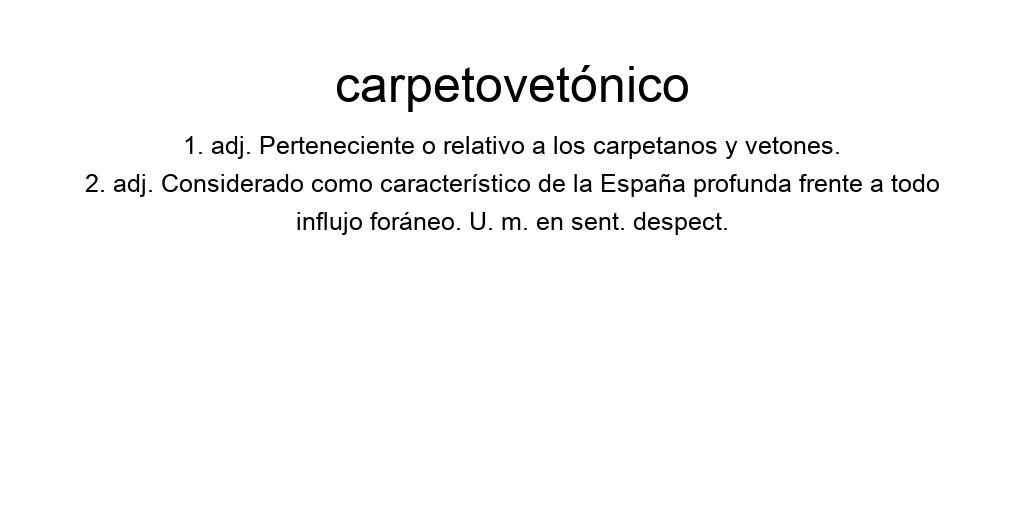 carpetovetónico
1. adj. Perteneciente o relativo a los carpetanos y vetones.
2. adj. Considerado como característico de la España profunda frente a todo
influjo foráneo. U. m. en sent. despect.